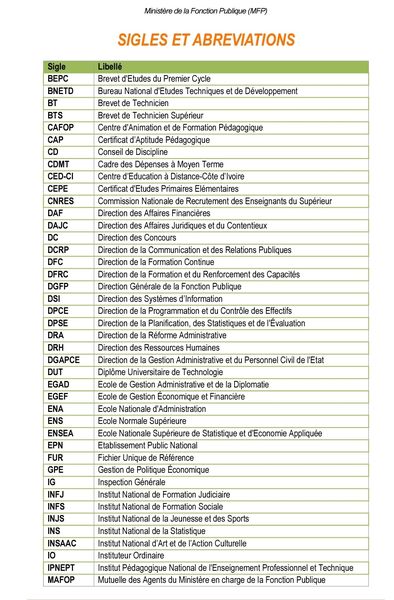 Ministère de la Fonction Publique (MFP)
SIGLES ET ABREVIATIONS
Sigle Libellé
BEPC Brevet d'Etudes du Premier Cycle
BNETD Bureau National d'Etudes Techniques et de Développement
BT Brevet de Technicien
BTS Brevet de Technicien Supérieur
CAFOP Centre d'Animation et de Formation Pédagogique
CAP Certificat d'Aptitude Pédagogique
CD Conseil de Discipline
CDMT Cadre des Dépenses à Moyen Terme
CED-CI Centre d'Education à Distance-Côte d'Ivoire
CEPE Certificat d'Etudes Primaires Elémentaires
CNRES Commission Nationale de Recrutement des Enseignants du Supérieur
DAF Direction des Affaires Financières
DAJC Direction des Affaires Juridiques et du Contentieux
DC Direction des Concours
DCRP Direction de la Communication et des Relations Publiques
DFC Direction de la Formation Continue
DFRC Direction de la Formation et du Renforcement des Capacités
DGFP Direction Générale de la Fonction Publique
DSI Direction des Systèmes d'Information
DPCE Direction de la Programmation et du Contrôle des Effectifs
DPSE Direction de la Planification, des Statistiques et de l'Évaluation
DRA Direction de la Réforme Administrative
DRH Direction des Ressources Humaines
DGAPCE Direction de la Gestion Administrative et du Personnel Civil de l'Etat
DUT Diplôme Universitaire de Technologie
EGAD Ecole de Gestion Administrative et de la Diplomatie
EGEF Ecole de Gestion Économique et Financière
ENA Ecole Nationale d'Administration
ENS Ecole Normale Supérieure
ENSEA Ecole Nationale Supérieure de Statistique et d'Economie Appliquée
EPN Etablissement Public National
FUR Fichier Unique de Référence
GPE Gestion de Politique Économique
IG Inspection Générale
INFJ Institut National de Formation Judiciaire
INFS Institut National de Formation Sociale
INJS Institut National de la Jeunesse et des Sports
INS Institut National de la Statistique
INSAAC Institut National d'Art et de l'Action Culturelle
IO Instituteur Ordinaire
IPNEPT Institut Pédagogique National de l'Enseignement Professionnel et Technique
MAFOP Mutuelle des Agents du Ministère en charge de la Fonction Publique